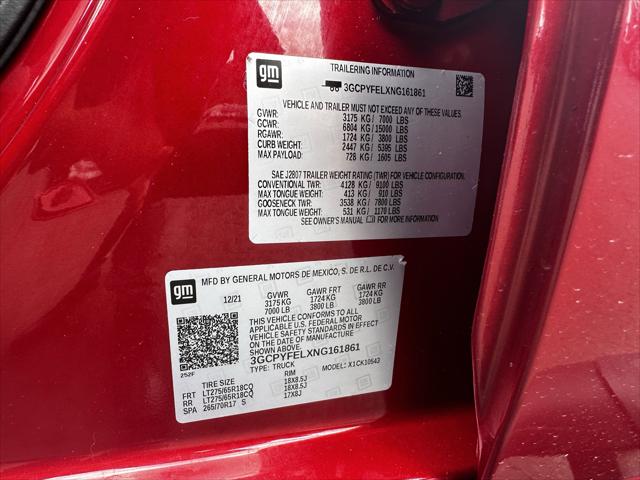 gm
TRAILERING INFORMATION
3GCPYFELXNG161861
VEHICLE AND TRAILER MUST NOT EXCEED ANY OF THESE VALUES.
GVWR: 3175 KG / 7000 LBS
GCWR: 6804 KG / 15000 LBS
RGAWR: 1724 KG / 3800 LBS
CURB WEIGHT: 2447 KG / 5395 LBS
MAX PAYLOAD: 728 KG / 1605 LBS
SAE J2807 TRAILER WEIGHT RATING (TWR) FOR VEHICLE CONFIGURATION.
CONVENTIONAL TWR: 4128 KG / 9100 LBS
MAX TONGUE WEIGHT: 413 KG / 910 LBS
GOOSENECK TWR: 3538 KG / 7800 LBS
MAX TONGUE WEIGHT: 531 KG / 1170 LBS
SEE OWNER'S MANUAL FOR MORE INFORMATION
gm
MFD BY GENERAL MOTORS DE MEXICO, S. DE R.L. DE C.V.
12/21 GVWR GAWR FRT GAWR RR
3175 KG 1724 KG 1724 KG
7000 LB 3800 LB 3800 LB
THIS VEHICLE CONFORMS TO ALL
APPLICABLE U.S. FEDERAL MOTOR
VEHICLE SAFETY STANDARDS IN EFFECT
ON THE DATE OF MANUFACTURE
SHOWN ABOVE.
3GCPYFELXNG161861
252F TYPE: TRUCK MODEL: X1CK10543
TIRE SIZE RIM
FRT LT275/65R18CQ 18X8.5J
RR LT275/65R18CQ 18X8.5J
SPA 265/70R17 S 17X8J